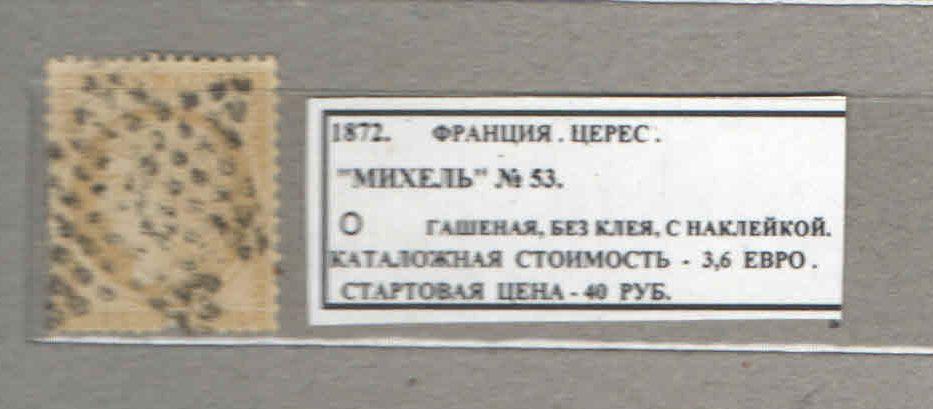 1872. ФРАНЦИЯ . ЦЕРЕС .
"МИХЕЛЬ" № 53.
О ГАШЕНАЯ, БЕЗ КЛЕЯ, С НАКЛЕЙКОЙ.
КАТАЛОЖНАЯ СТОИМОСТЬ - 3,6 ЕВРО .
СТАРТОВАЯ ЦЕНА - 40 РУБ.